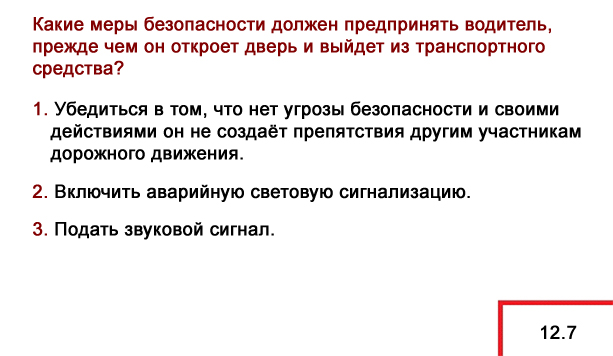 Какие меры безопасности должен предпринять водитель,
прежде чем он откроет дверь и выйдет из транспортного
средства?
1. Убедиться в том, что нет угрозы безопасности и своими
действиями он не создаёт препятствия другим участникам
дорожного движения.
2. Включить аварийную световую сигнализацию.
3. Подать звуковой сигнал.
12.7